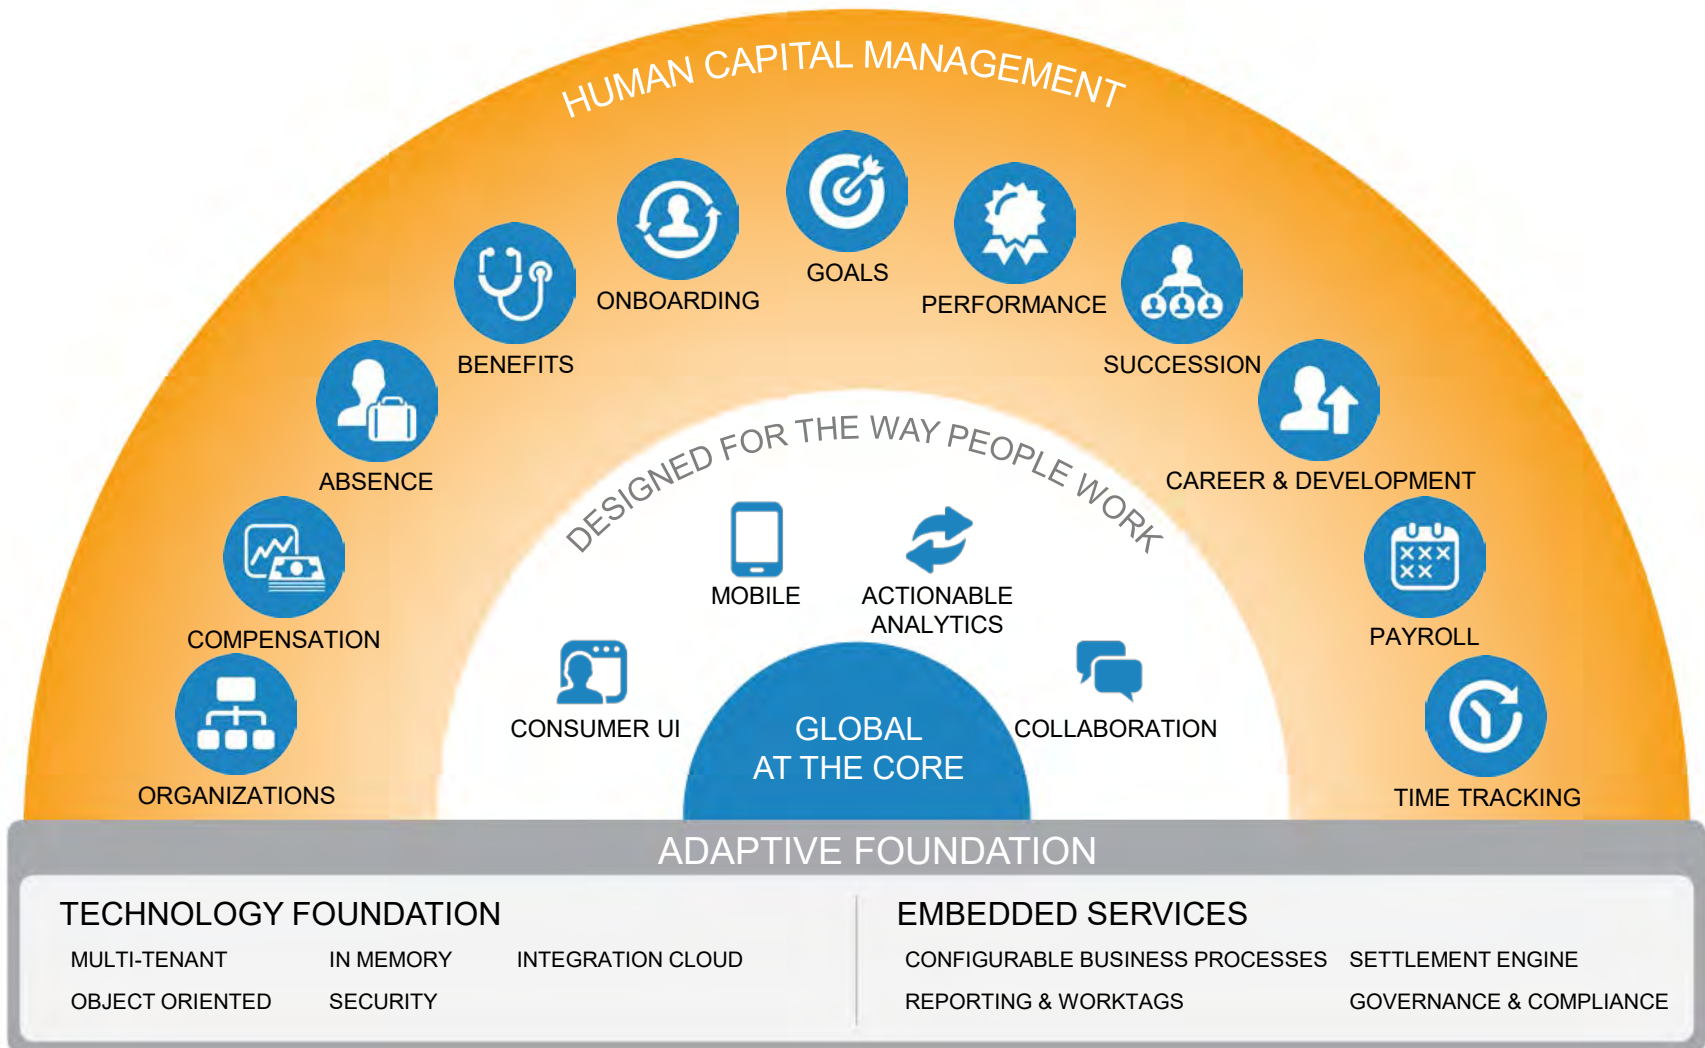 HUMAN CAPITAL MANAGEMENT
GOALS
ONBOARDING
PERFORMANCE
BENEFITS
SUCCESSION
ABSENCE
CAREER & DEVELOPMENT
COMPENSATION
PAYROLL
ORGANIZATIONS
TIME TRACKING
DESIGNED FOR THE WAY PEOPLE WORK
MOBILE
ACTIONABLE
ANALYTICS
CONSUMER UI
COLLABORATION
GLOBAL
AT THE CORE
ADAPTIVE FOUNDATION
TECHNOLOGY FOUNDATION
MULTI-TENANT IN MEMORY INTEGRATION CLOUD
OBJECT ORIENTED SECURITY
EMBEDDED SERVICES
CONFIGURABLE BUSINESS PROCESSES SETTLEMENT ENGINE
REPORTING & WORKTAGS GOVERNANCE & COMPLIANCE